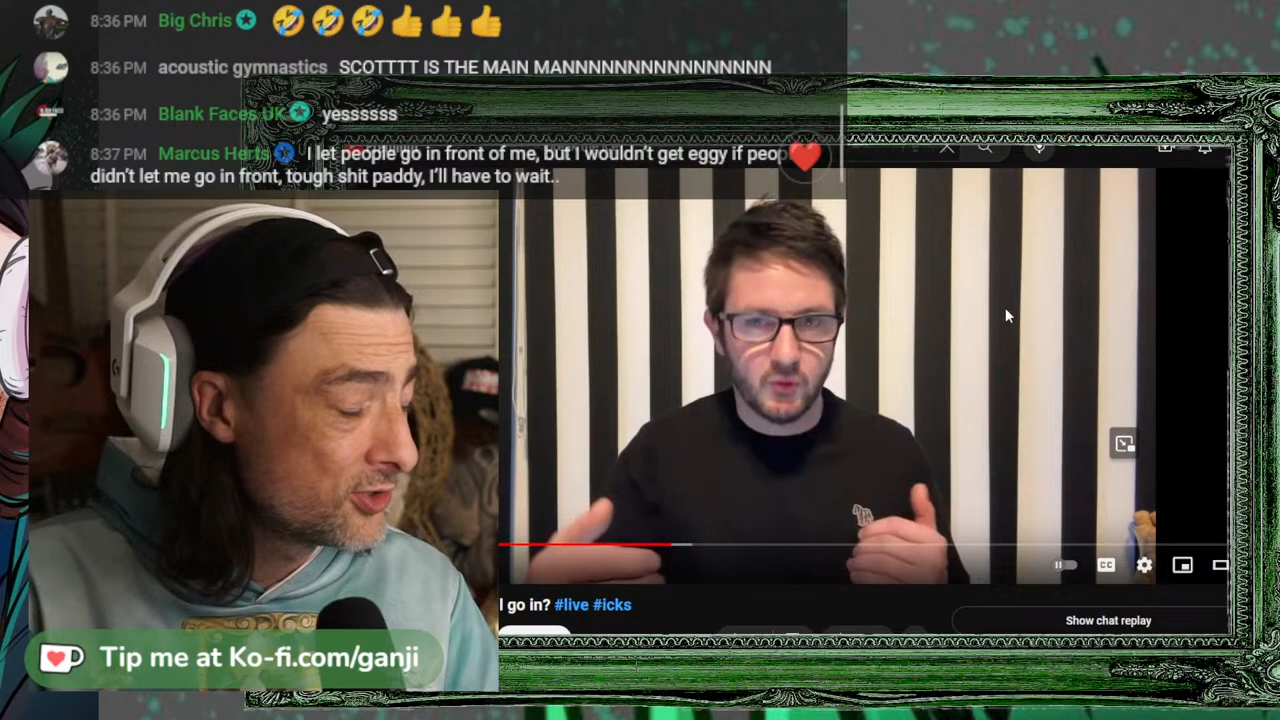 8:36 PM Big Chris 🤣🤣🤣👍👍👍
8:36 PM acoustic gymnastics SCOTTTT IS THE MAIN MANNNNNNNNNNNNNNN
8:36 PM Blank Faces UK yessssss
8:37 PM Marcus Herts I let people go in front of me, but I wouldn't get eggy if peop
didn't let me go in front, tough shit paddy, I'll have to wait..
CC
I go in? #live #icks
Show chat replay
Tip me at Ko-fi.com/ganji